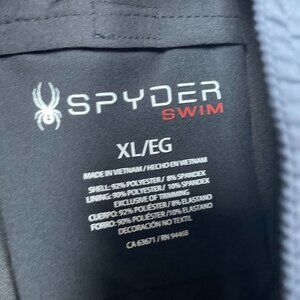 SPYDER
SWIM
XL/EG
MADE IN VIETNAM / HECHO EN VIETNAM
SHELL: 92% POLYESTER / 8% SPANDEX
LINING: 90% POLYESTER / 10% SPANDEX
EXCLUSIVE OF TRIMMING
CUERPO: 92% POLIÉSTER / 8% ELASTANO
FORRO: 90% POLIÉSTER / 10% ELASTANO
DECORACIÓN NO TEXTIL
CA 63671 / RN 94468